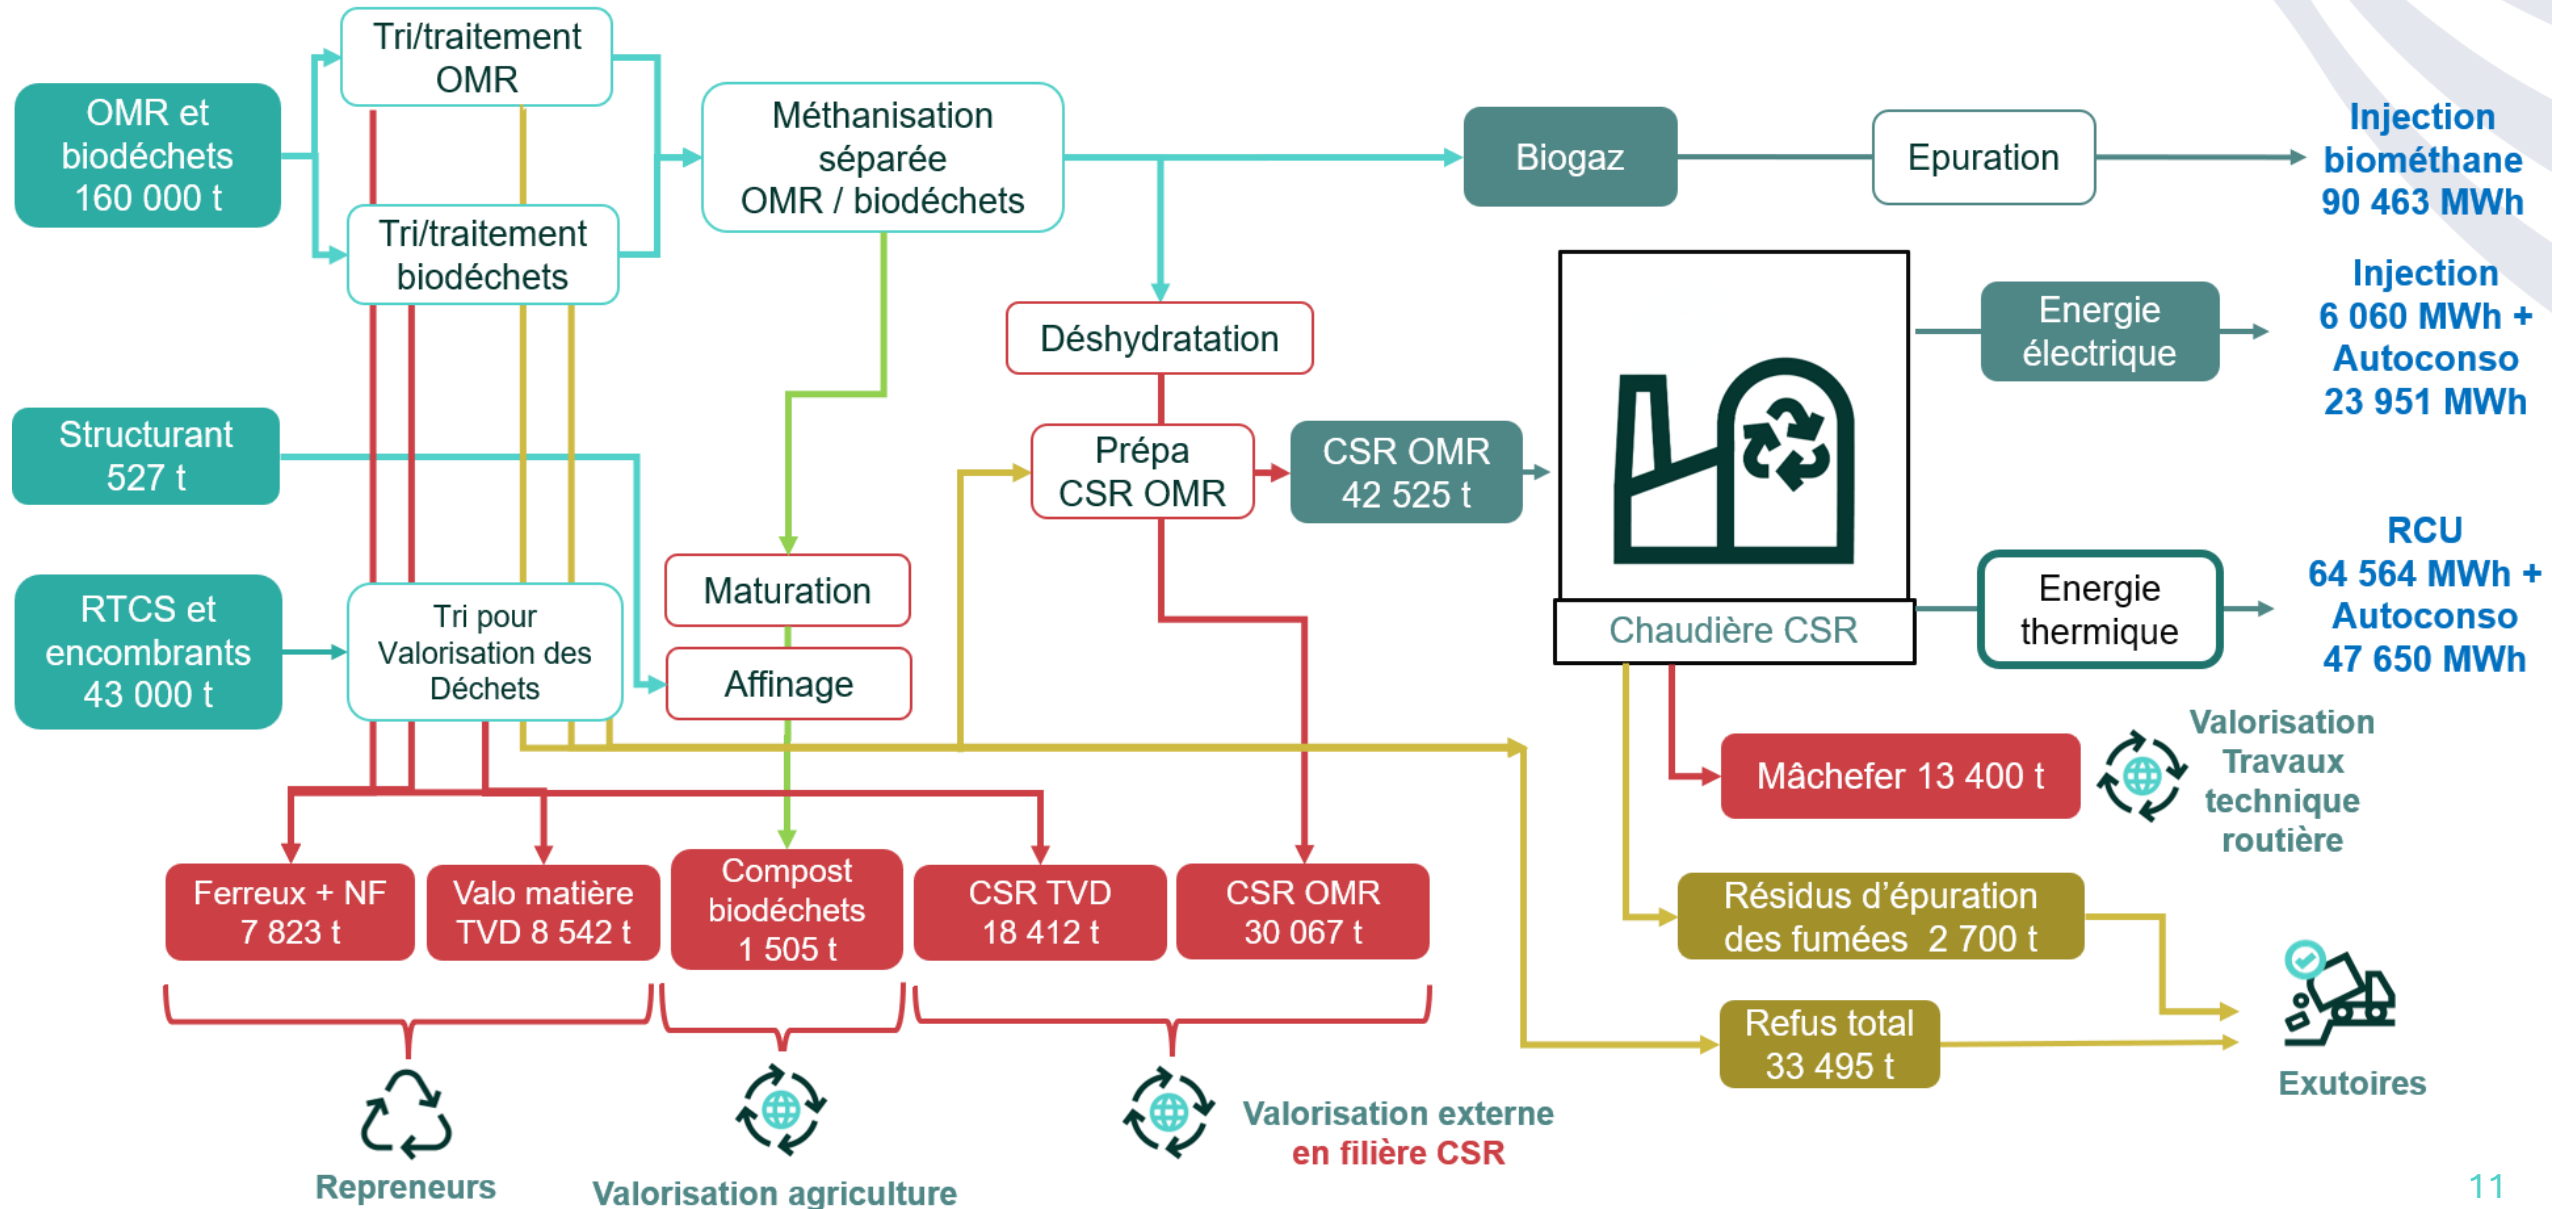 OMR et
biodéchets
160 000 t
Tri/traitement
OMR
Tri/traitement
biodéchets
Méthanisation
séparée
OMR / biodéchets
Biogaz
Epuration
Injection
biométhane
90 463 MWh
Déshydratation
Energie
électrique
Injection
6 060 MWh +
Autoconso
23 951 MWh
Structurant
527 t
Prépa
CSR OMR
CSR OMR
42 525 t
Chaudière CSR
Energie
thermique
RCU
64 564 MWh +
Autoconso
47 650 MWh
RTCS et
encombrants
43 000 t
Tri pour
Valorisation des
Déchets
Maturation
Affinage
Mâchefer 13 400 t
Valorisation
Travaux
technique
routière
Ferreux + NF
7 823 t
Valo matière
TVD 8 542 t
Compost
biodéchets
1 505 t
CSR TVD
18 412 t
CSR OMR
30 067 t
Résidus d'épuration
des fumées 2 700 t
Refus total
33 495 t
Exutoires
Repreneurs
Valorisation agriculture
Valorisation externe
en filière CSR
11